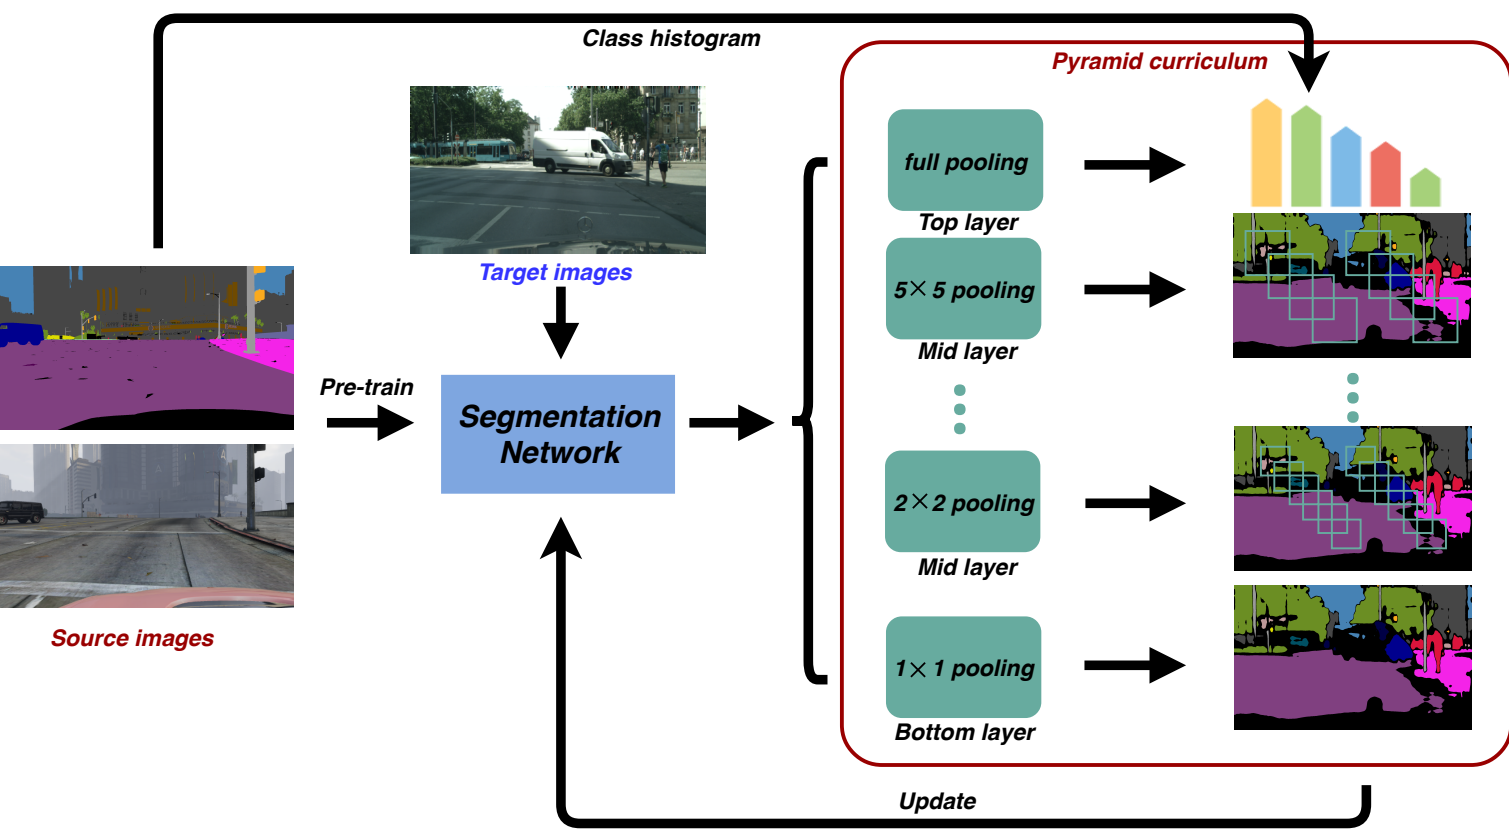 Class histogram
Pyramid curriculum
full pooling
Top layer
Target images
5×5 pooling
Mid layer
Pre-train
Segmentation
Network
2×2 pooling
Mid layer
Source images
1×1 pooling
Bottom layer
Update